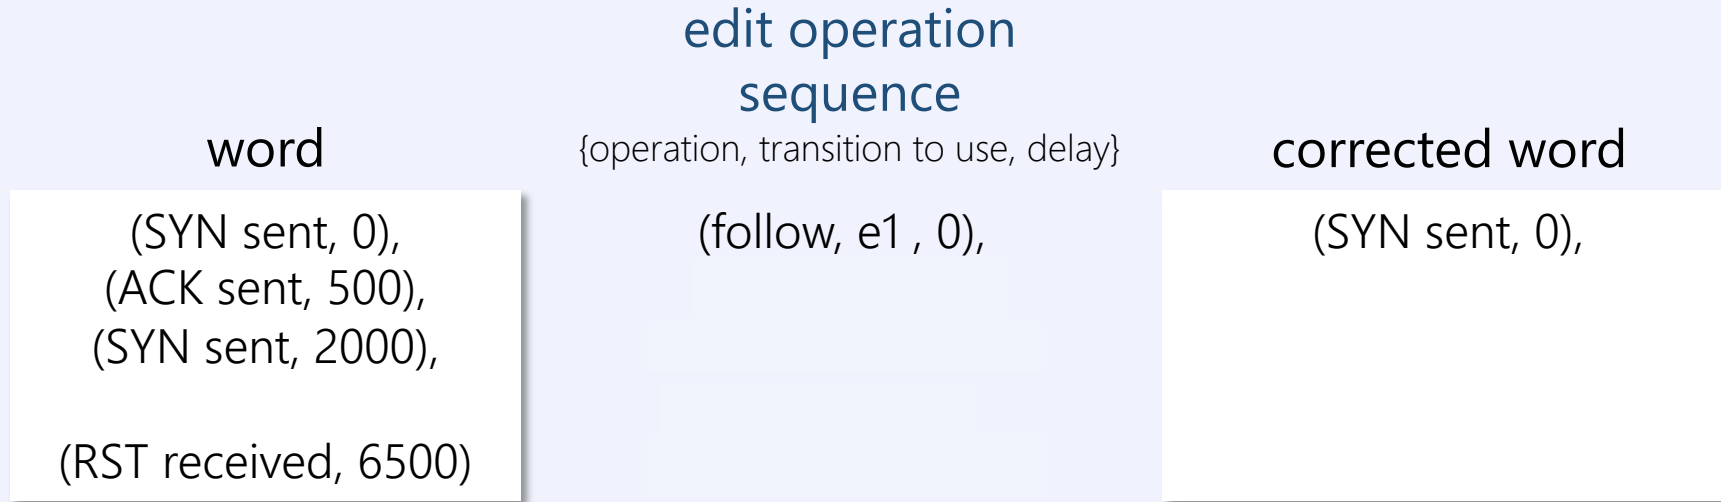 edit operation
sequence
word
{operation, transition to use, delay}
corrected word
(SYN sent, 0),
(ACK sent, 500),
(SYN sent, 2000),
(RST received, 6500)
(follow, e1 , 0),
(SYN sent, 0),